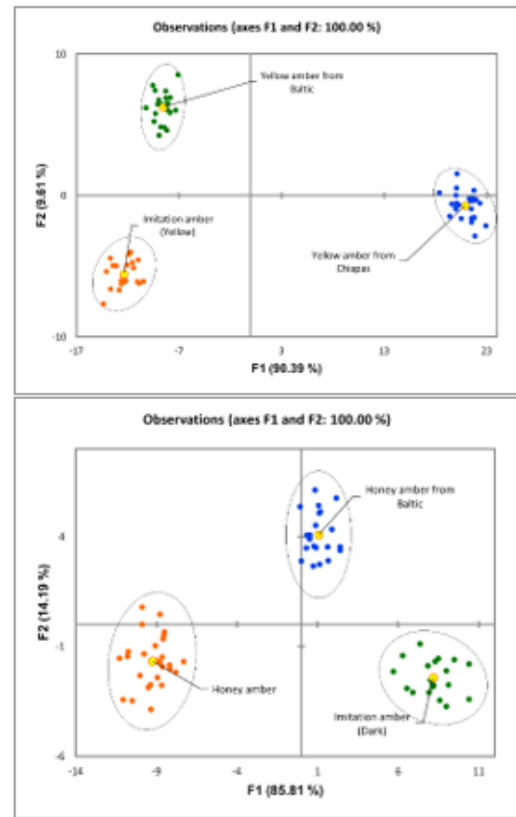 Observations (axes F1 and F2: 100.00 %)
10
Yellow amber from
Baltic
0
F2 (9.61 %)
Imitation amber
(Yellow)
Yellow amber from
Chiapas
-10
-17 -7 3 13 23
F1 (90.39 %)
Observations (axes F1 and F2: 100.00 %)
Honey amber from
Baltic
4
F2 (14.19 %)
-1
Honey amber
Imitation amber
(Dark)
-6
-14 -9 -4 1 6 11
F1 (85.81 %)